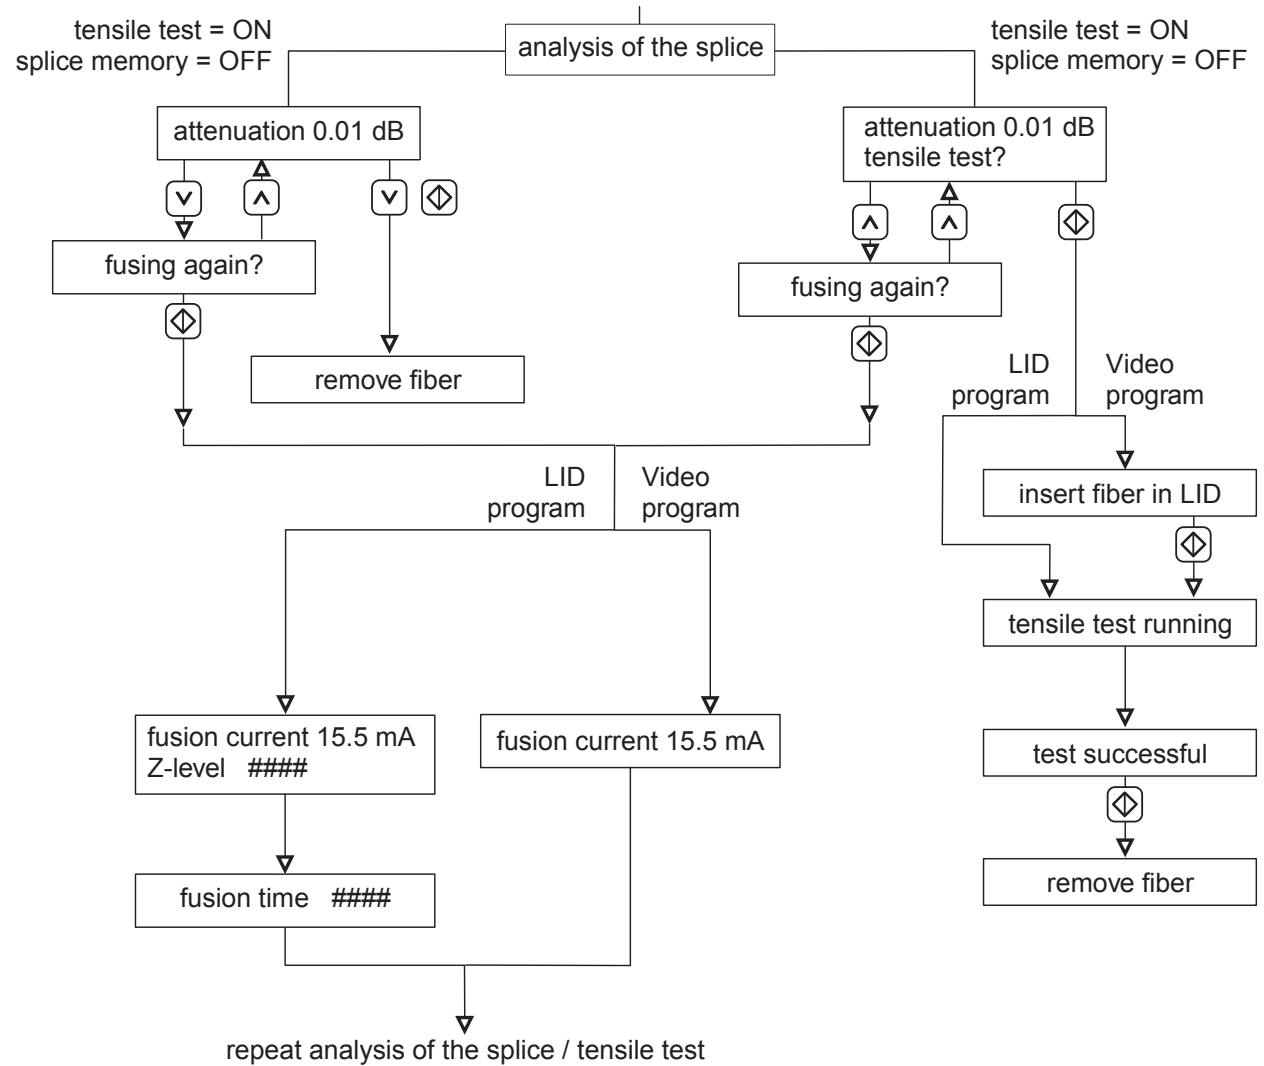 tensile test = ON
splice memory = OFF
analysis of the splice
tensile test = ON
splice memory = OFF
attenuation 0.01 dB
attenuation 0.01 dB
tensile test?
fusing again?
fusing again?
remove fiber
LID
program
Video
program
LID
program
Video
program
insert fiber in LID
tensile test running
fusion current 15.5 mA
Z-level ####
fusion current 15.5 mA
test successful
fusion time ####
remove fiber
repeat analysis of the splice / tensile test